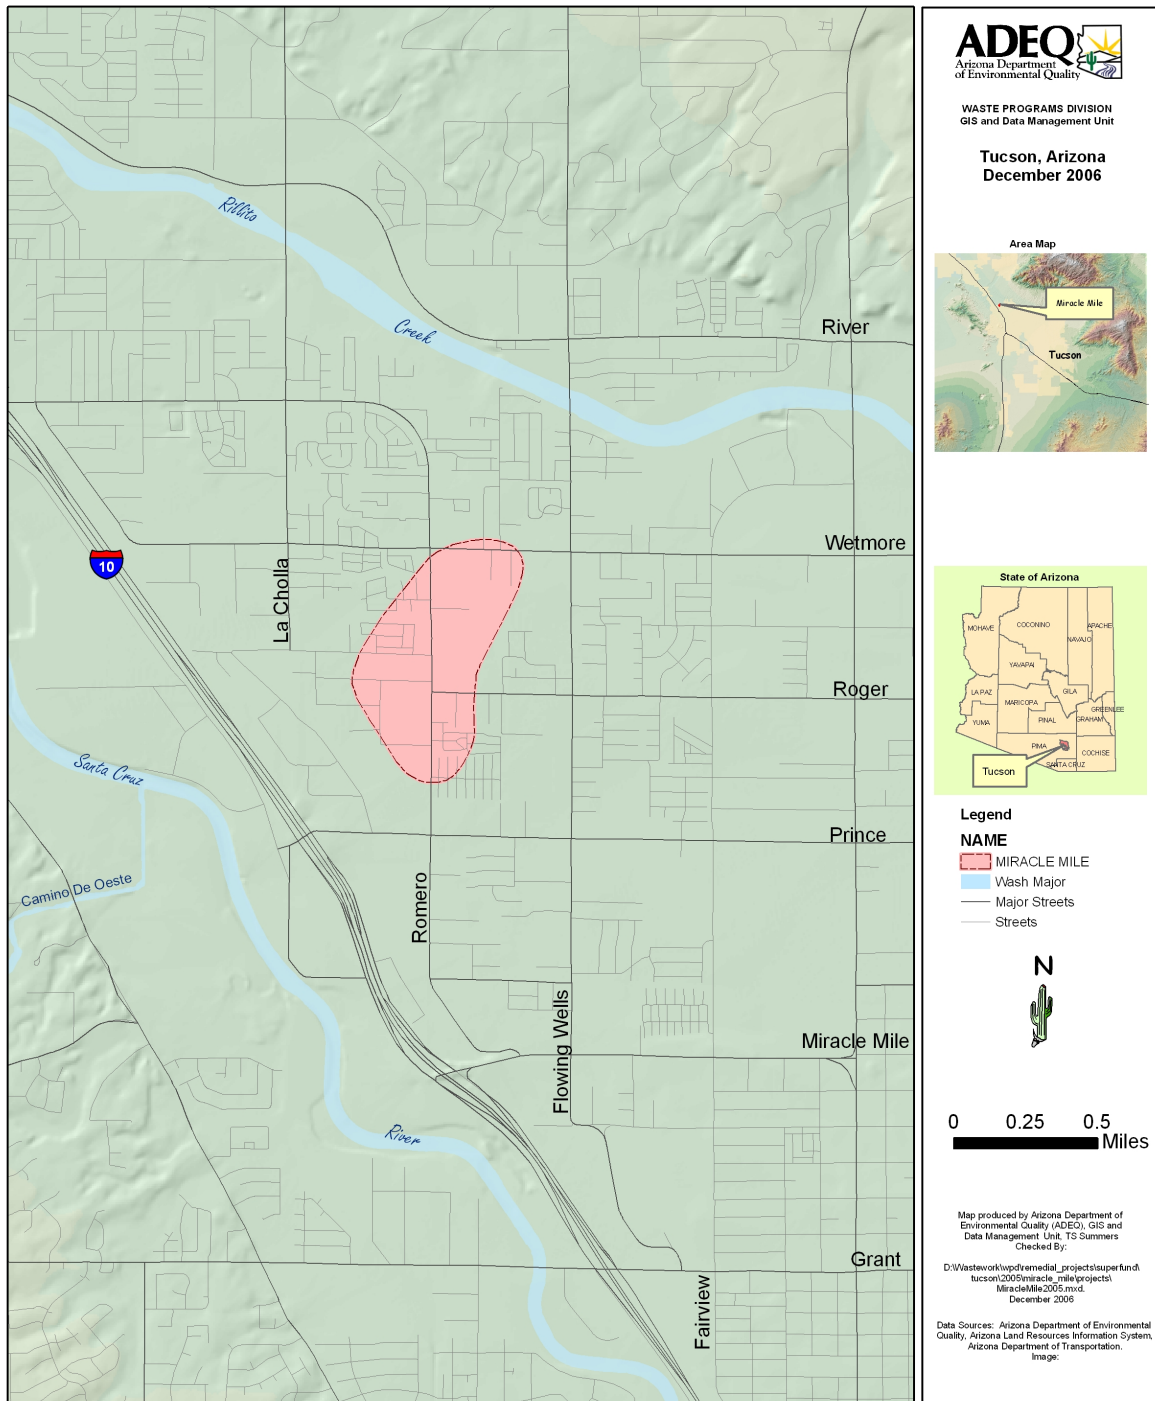 Rillito
Creek
River
Wetmore
10
La Cholla
Roger
Santa Cruz
Prince
Camino De Oeste
Romero
Flowing Wells
Miracle Mile
River
Grant
Fairview
ADEQ
Arizona Department
of Environmental Quality
WASTE PROGRAMS DIVISION
GIS and Data Management Unit
Tucson, Arizona
December 2006
Area Map
Miracle Mile
Tucson
State of Arizona
MOHAVE
COCONINO
APACHE
NAVAJO
YAVAPAI
LA PAZ
GILA
MARICOPA
GREENLEE
YUMA
PINAL
GRAHAM
PIMA
COCHISE
SANTA CRUZ
Tucson
Legend
NAME
MIRACLE MILE
Wash Major
Major Streets
Streets
N
0 0.25 0.5
Miles
Map produced by Arizona Department of
Environmental Quality (ADEQ), GIS and
Data Management Unit, TS Summers
Checked By:
D:\Wastework\wpd\remedial_projects\superfund\
tucson\2005\miracle_mile\projects\
MiracleMile2005.mxd.
December 2006
Data Sources: Arizona Department of Environmental
Quality, Arizona Land Resources Information System,
Arizona Department of Transportation.
Image: